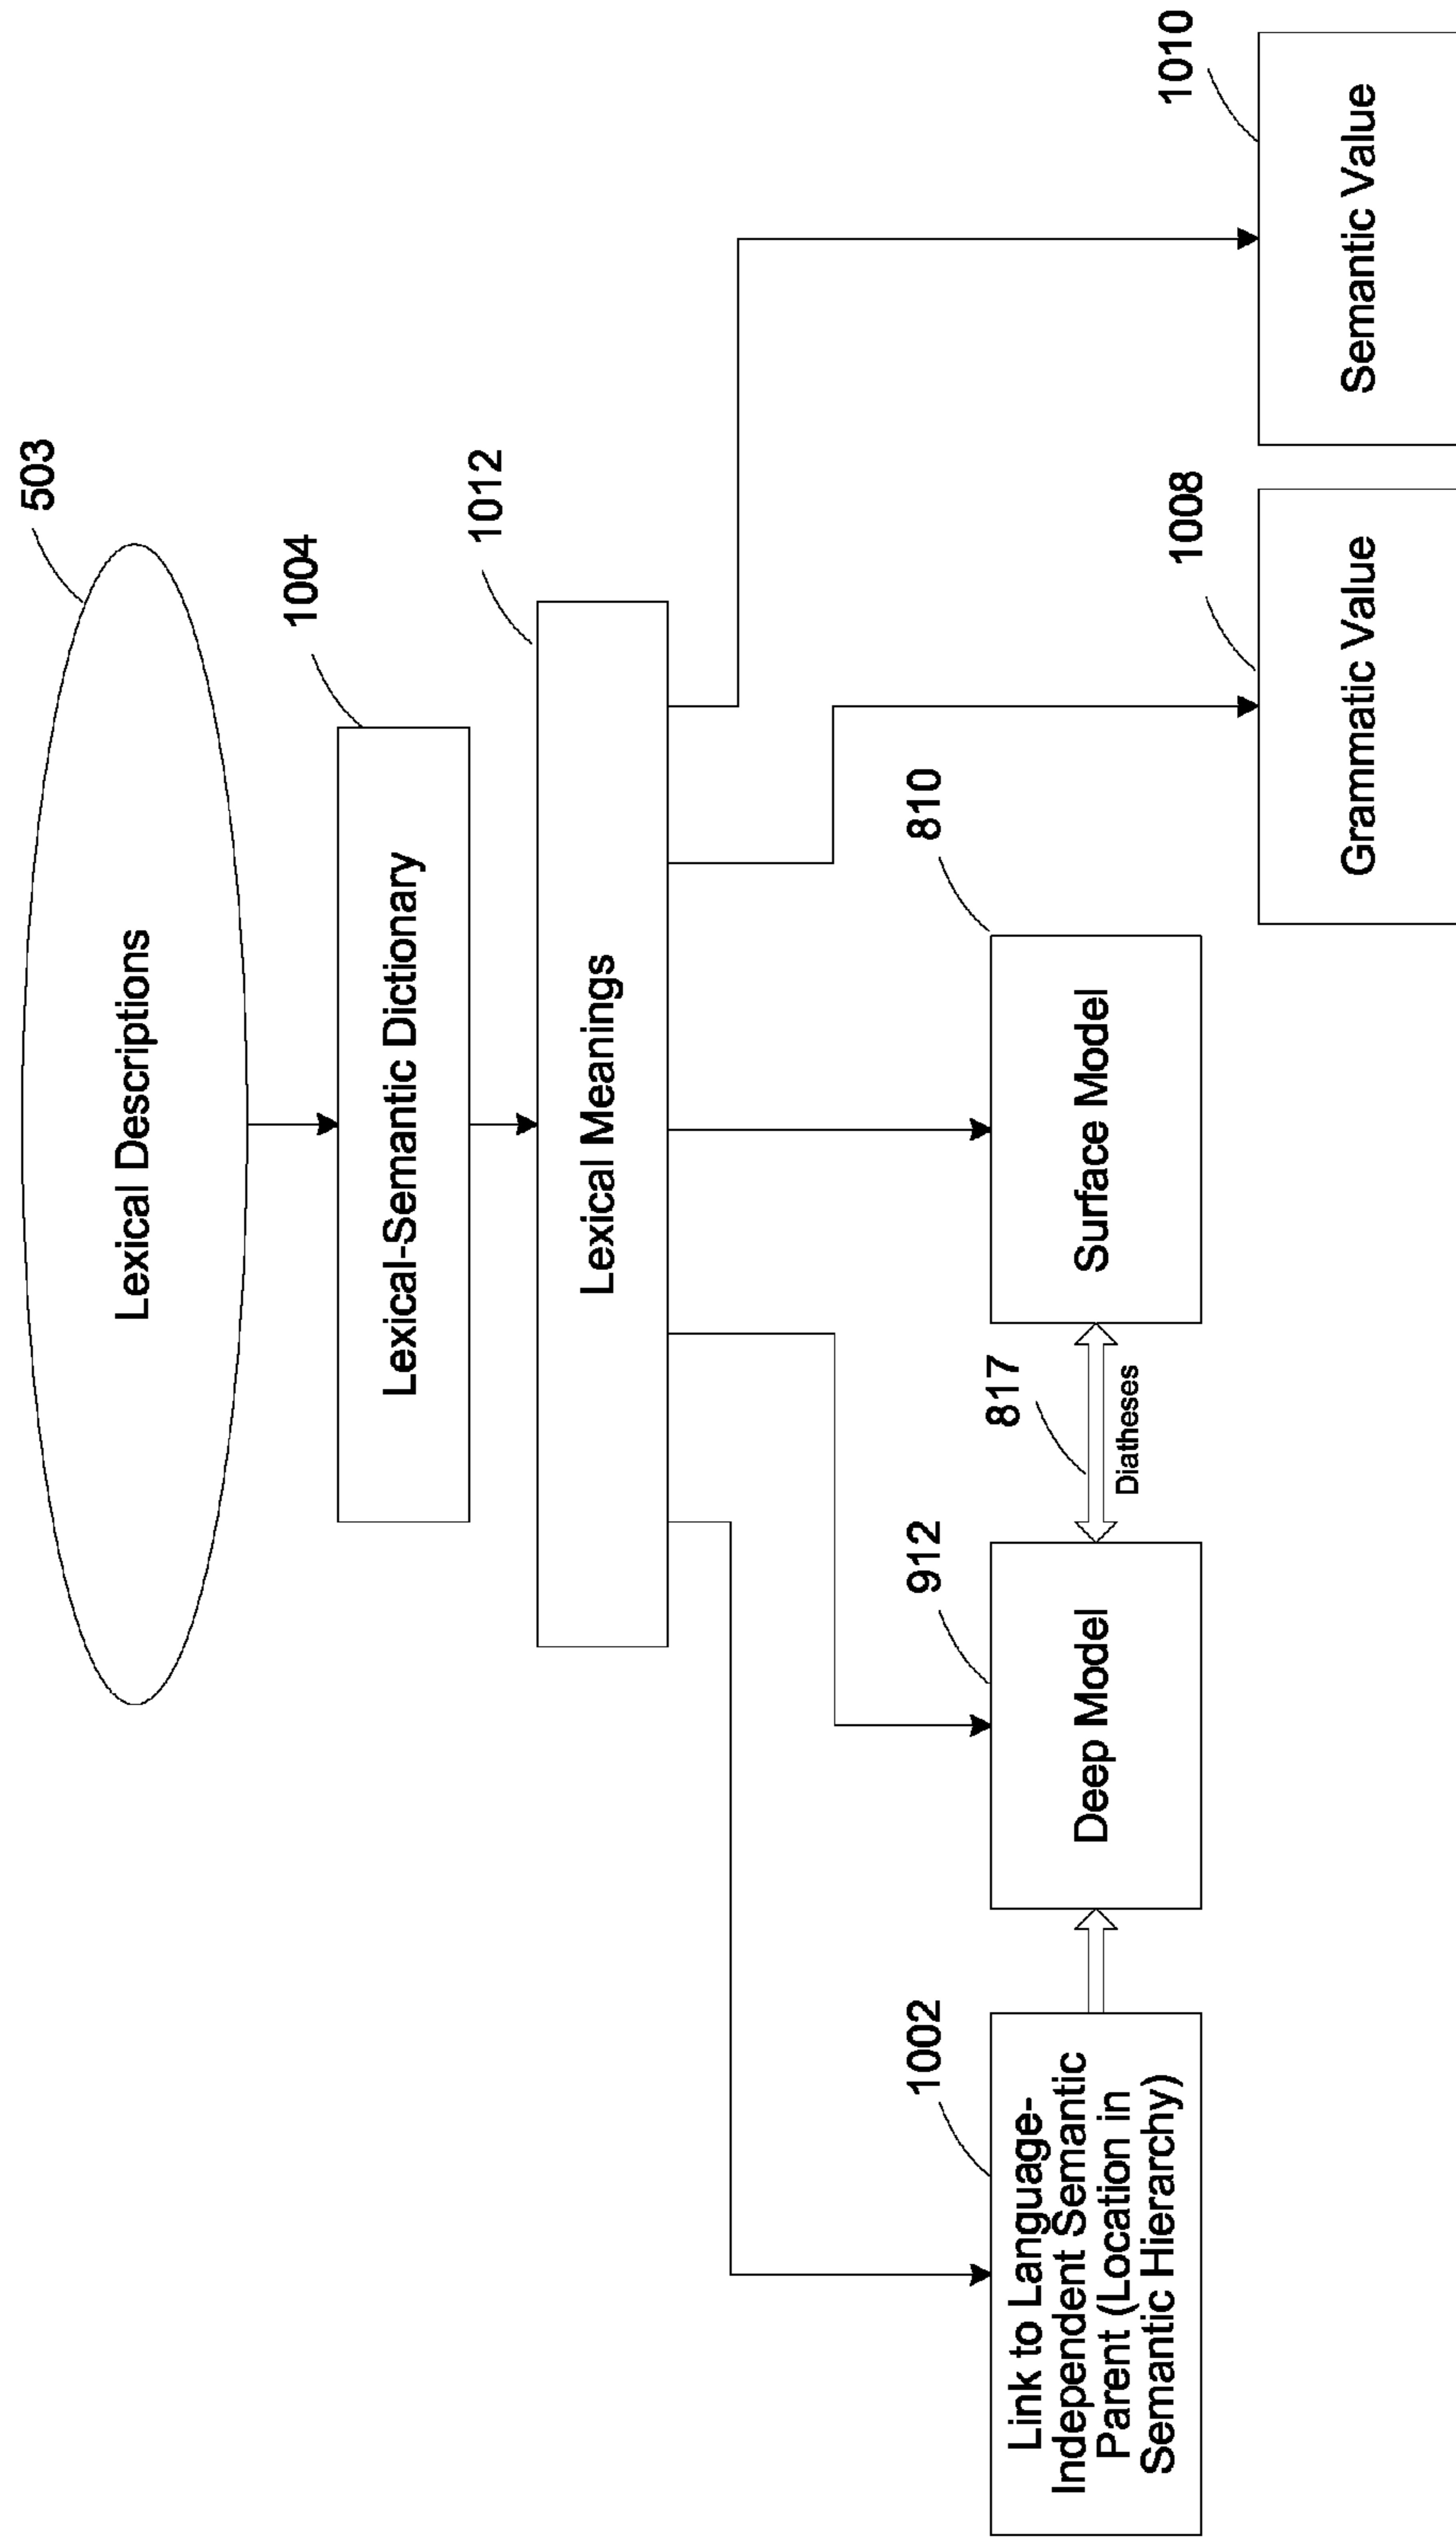 503
Lexical Descriptions
1004
Lexical-Semantic Dictionary
1012
Lexical Meanings
1002
Link to Language-
Independent Semantic
Parent (Location in
Semantic Hierarchy)
912
Deep Model
817
Diatheses
810
Surface Model
1008
Grammatic Value
1010
Semantic Value